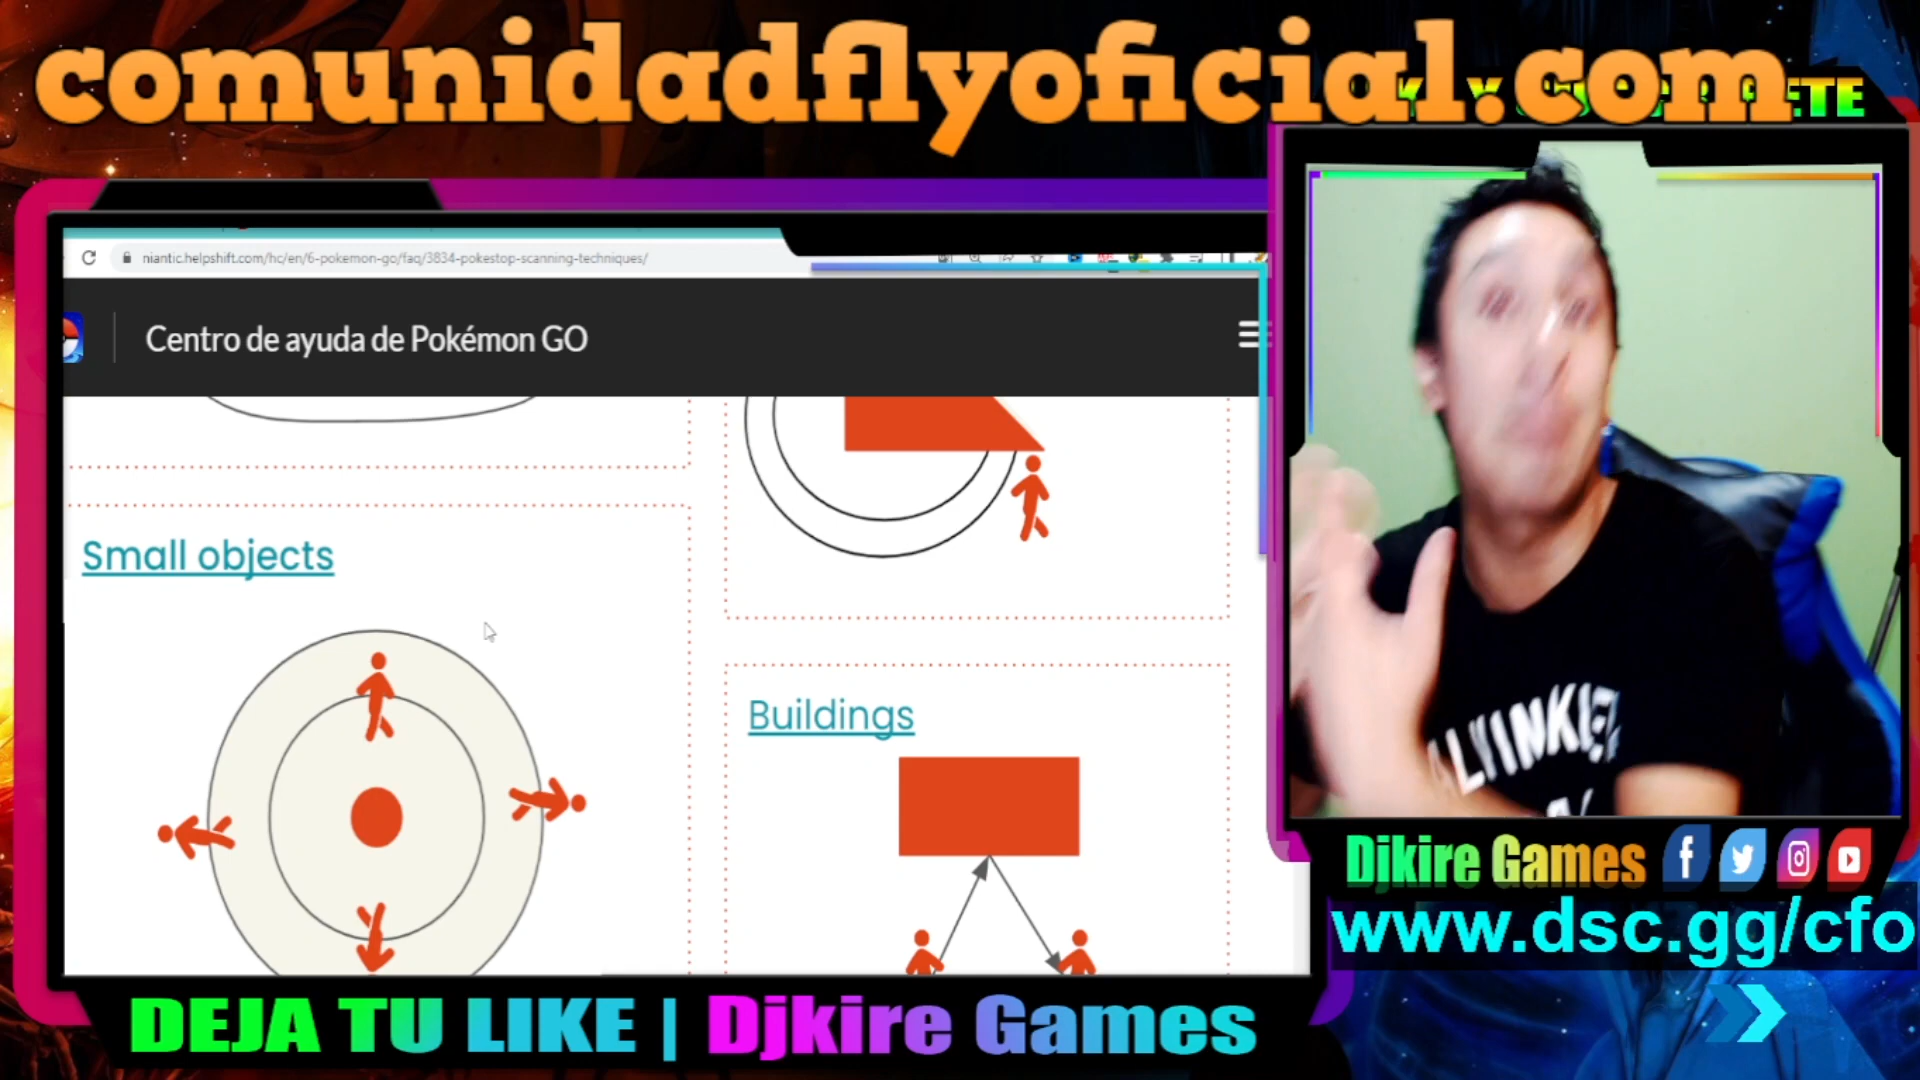 comunidadflyoficial.com
ETE
niantic.helpshift.com/hc/en/6-pokemon-go/faq/3834-pokestop-scanning-techniques/
Centro de ayuda de Pokémon GO
Small objects
Buildings
Djkire Games
www.dsc.gg/cfo
DEJA TU LIKE | Djkire Games